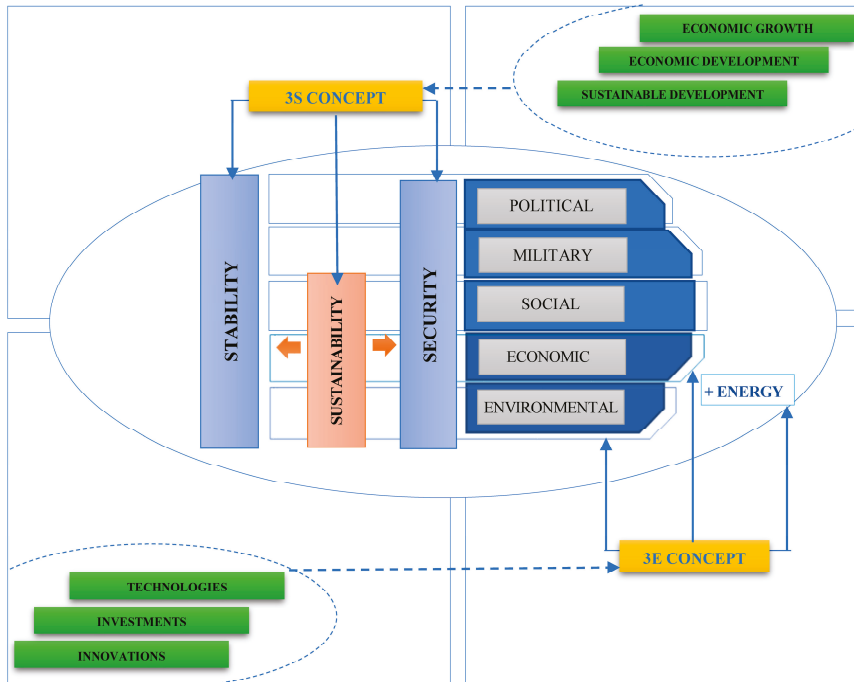 ECONOMIC GROWTH
ECONOMIC DEVELOPMENT
SUSTAINABLE DEVELOPMENT
3S CONCEPT
STABILITY
SUSTAINABILITY
SECURITY
POLITICAL
MILITARY
SOCIAL
ECONOMIC
ENVIRONMENTAL
+ ENERGY
3E CONCEPT
TECHNOLOGIES
INVESTMENTS
INNOVATIONS